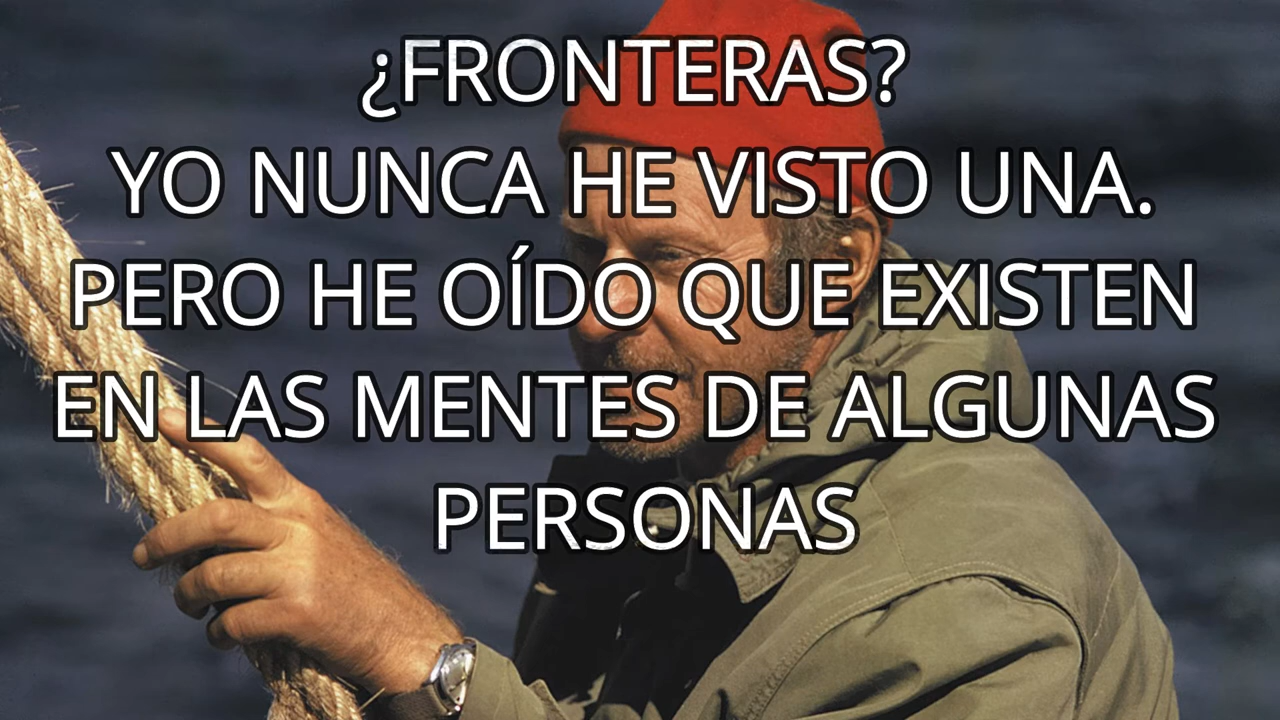 ¿FRONTERAS?
YO NUNCA HE VISTO UNA.
PERO HE OÍDO QUE EXISTEN
EN LAS MENTES DE ALGUNAS
PERSONAS